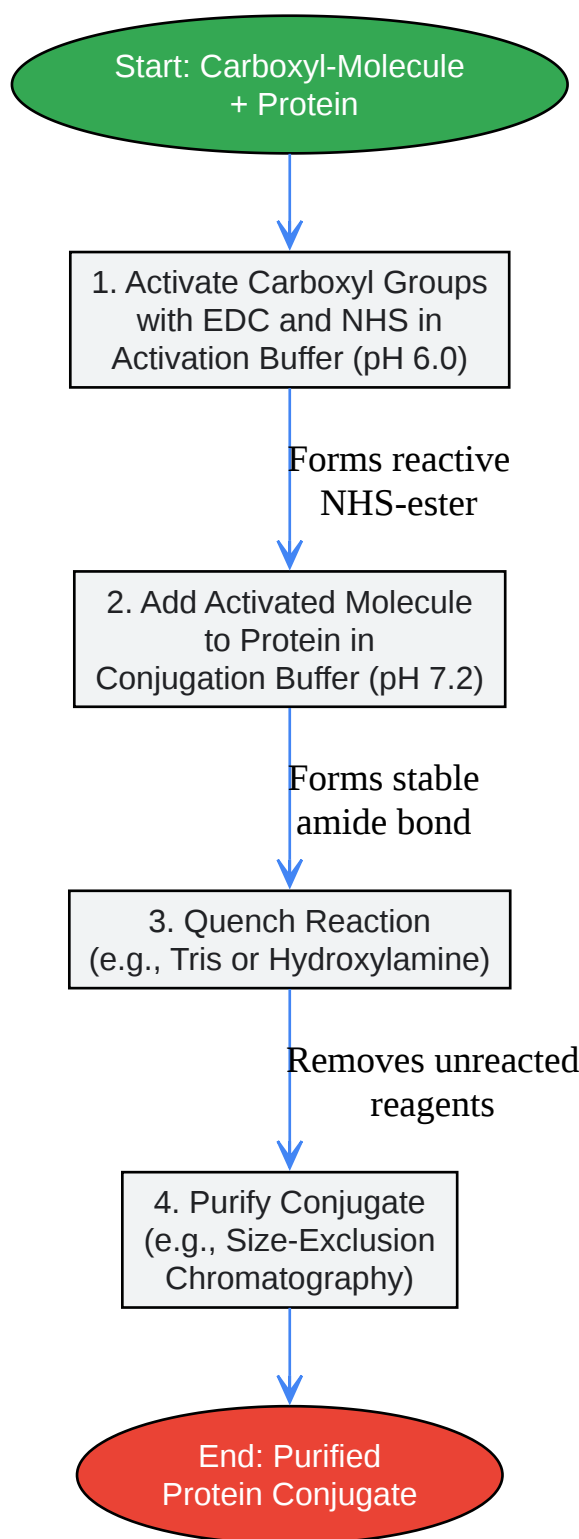 Start: Carboxyl-Molecule
+ Protein
1. Activate Carboxyl Groups
with EDC and NHS in
Activation Buffer (pH 6.0)
Forms reactive
NHS-ester
2. Add Activated Molecule
to Protein in
Conjugation Buffer (pH 7.2)
Forms stable
amide bond
3. Quench Reaction
(e.g., Tris or Hydroxylamine)
Removes unreacted
reagents
4. Purify Conjugate
(e.g., Size-Exclusion
Chromatography)
End: Purified
Protein Conjugate